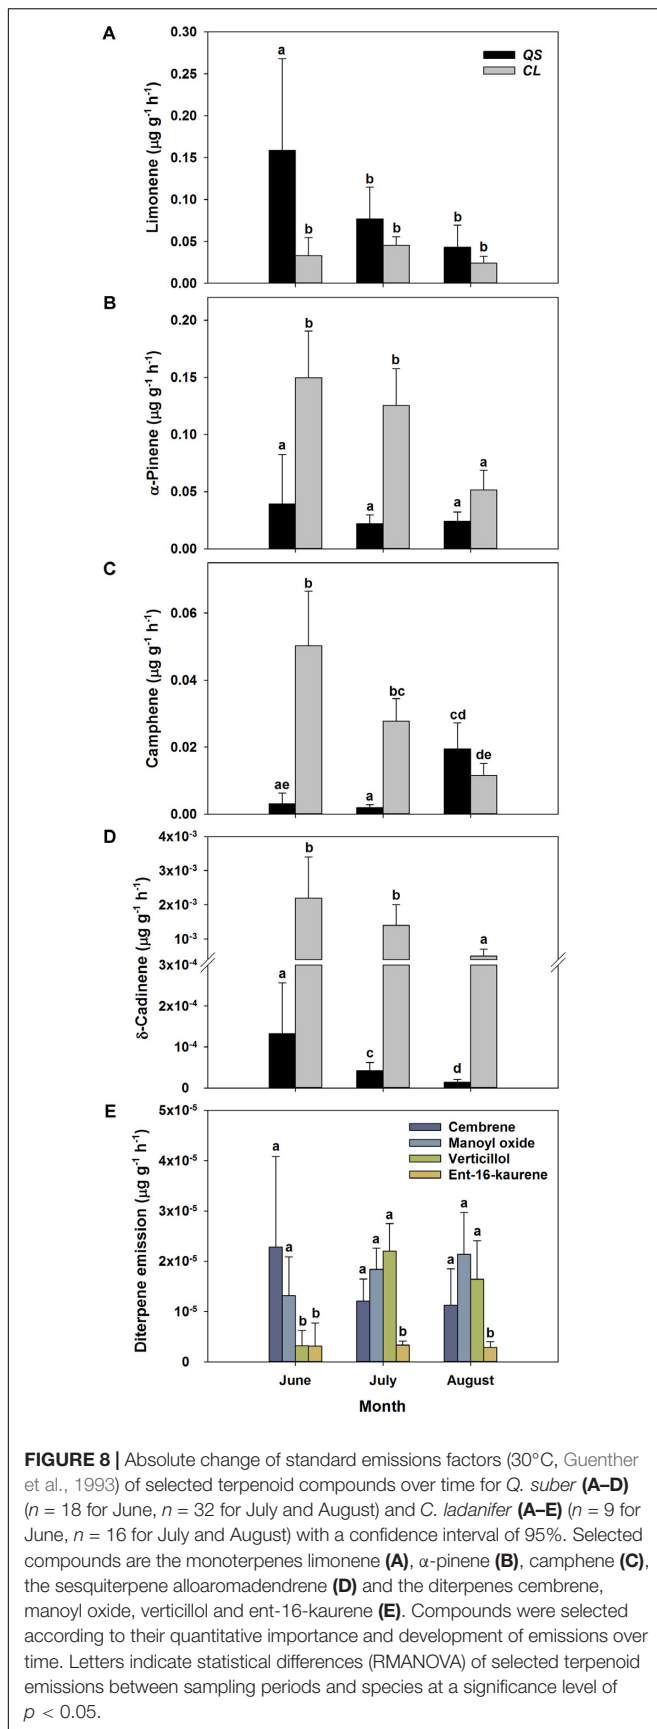 A
0.30
0.25
0.20
0.15
0.10
0.05
0.00
Limonene (µg g⁻¹ h⁻¹)
QS
CL
a
b
b
b
b
b
B
0.20
0.15
0.10
0.05
0.00
α-Pinene (µg g⁻¹ h⁻¹)
a
b
a
b
a
a
C
0.06
0.04
0.02
0.00
Camphene (µg g⁻¹ h⁻¹)
ae
b
a
bc
cd
de
D
4x10⁻³
3x10⁻³
2x10⁻³
10⁻³
3x10⁻⁴
2x10⁻⁴
10⁻⁴
0
δ-Cadinene (µg g⁻¹ h⁻¹)
a
b
c
b
d
a
E
5x10⁻⁵
3x10⁻⁵
2x10⁻⁵
10⁻⁵
0
Diterpene emission (µg g⁻¹ h⁻¹)
Cembrene
Manoyl oxide
Verticillol
Ent-16-kaurene
a
a
b
b
a
a
a
b
a
a
a
b
June July August
Month
FIGURE 8 | Absolute change of standard emissions factors (30°C, Guenther
et al., 1993) of selected terpenoid compounds over time for Q. suber (A–D)
(n = 18 for June, n = 32 for July and August) and C. ladanifer (A–E) (n = 9 for
June, n = 16 for July and August) with a confidence interval of 95%. Selected
compounds are the monoterpenes limonene (A), α-pinene (B), camphene (C),
the sesquiterpene alloaromadendrene (D) and the diterpenes cembrene,
manoyl oxide, verticillol and ent-16-kaurene (E). Compounds were selected
according to their quantitative importance and development of emissions over
time. Letters indicate statistical differences (RMANOVA) of selected terpenoid
emissions between sampling periods and species at a significance level of
p < 0.05.